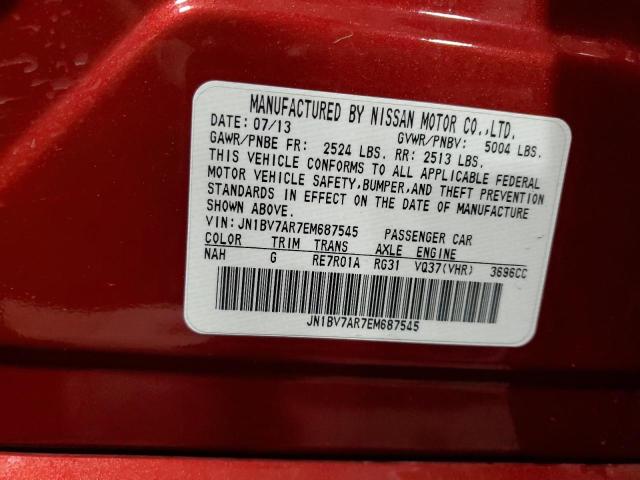 MANUFACTURED BY NISSAN MOTOR CO.,LTD.
DATE: 07/13 GVWR/PNBV: 5004 LBS.
GAWR/PNBE FR: 2524 LBS. RR: 2513 LBS.
THIS VEHICLE CONFORMS TO ALL APPLICABLE FEDERAL
MOTOR VEHICLE SAFETY,BUMPER,AND THEFT PREVENTION
STANDARDS IN EFFECT ON THE DATE OF MANUFACTURE
SHOWN ABOVE.
VIN: JN1BV7AR7EM687545 PASSENGER CAR
COLOR TRIM TRANS AXLE ENGINE
NAH G RE7R01A RG31 VQ37(VHR) 3696CC
JN1BV7AR7EM687545